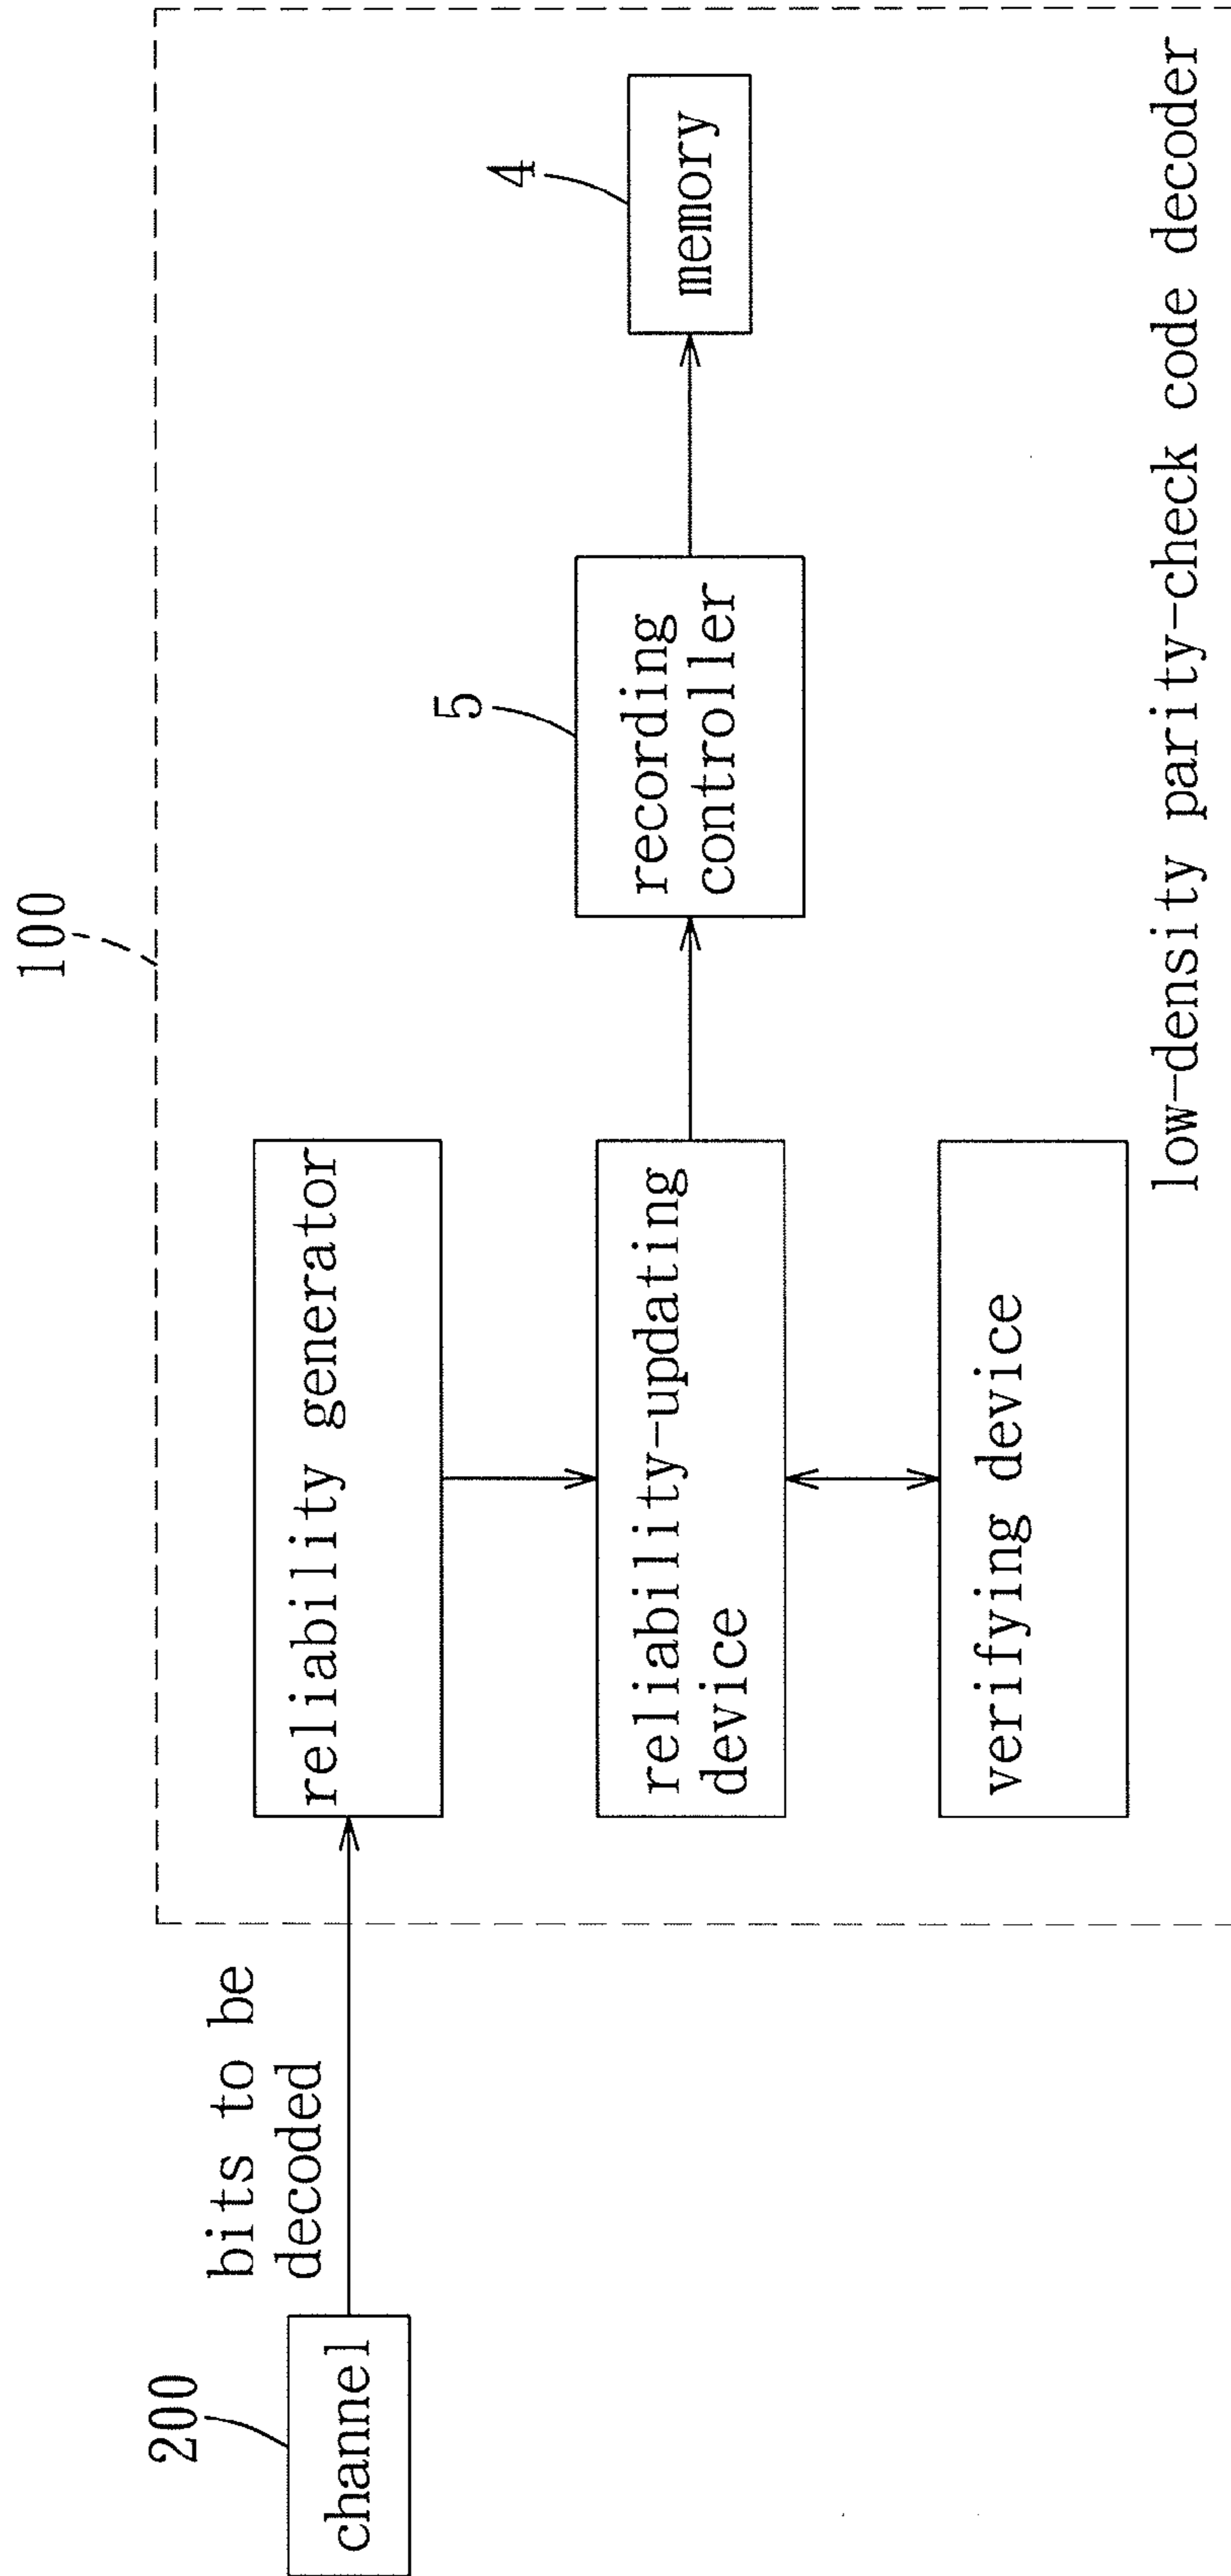 100
200
channel
bits to be
decoded
reliability generator
reliability-updating
device
verifying device
5
recording
controller
4
memory
low-density parity-check code decoder